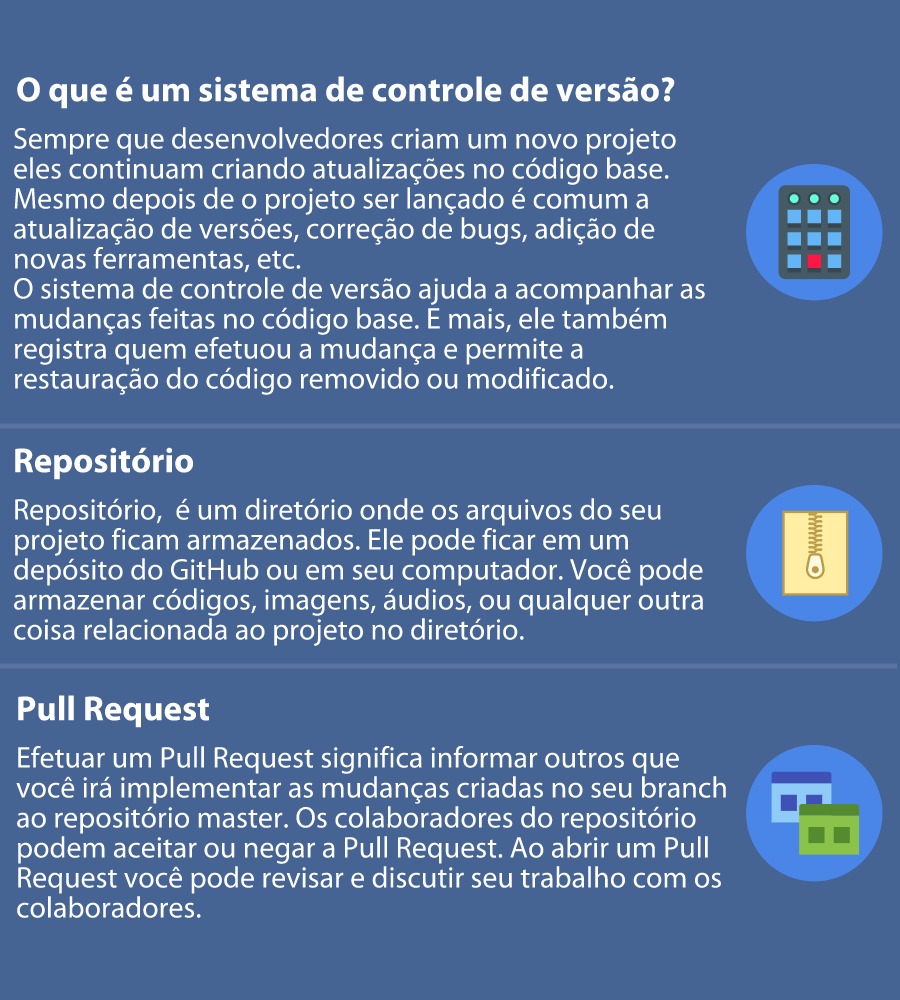 O que é um sistema de controle de versão?
Sempre que desenvolvedores criam um novo projeto
eles continuam criando atualizações no código base.
Mesmo depois de o projeto ser lançado é comum a
atualização de versões, correção de bugs, adição de
novas ferramentas, etc.
O sistema de controle de versão ajuda a acompanhar as
mudanças feitas no código base. E mais, ele também
registra quem efetuou a mudança e permite a
restauração do código removido ou modificado.
Repositório
Repositório,  é um diretório onde os arquivos do seu
projeto ficam armazenados. Ele pode ficar em um
depósito do GitHub ou em seu computador. Você pode
armazenar códigos, imagens, áudios, ou qualquer outra
coisa relacionada ao projeto no diretório.
Pull Request
Efetuar um Pull Request significa informar outros que
você irá implementar as mudanças criadas no seu branch
ao repositório master. Os colaboradores do repositório
podem aceitar ou negar a Pull Request. Ao abrir um Pull
Request você pode revisar e discutir seu trabalho com os
colaboradores.